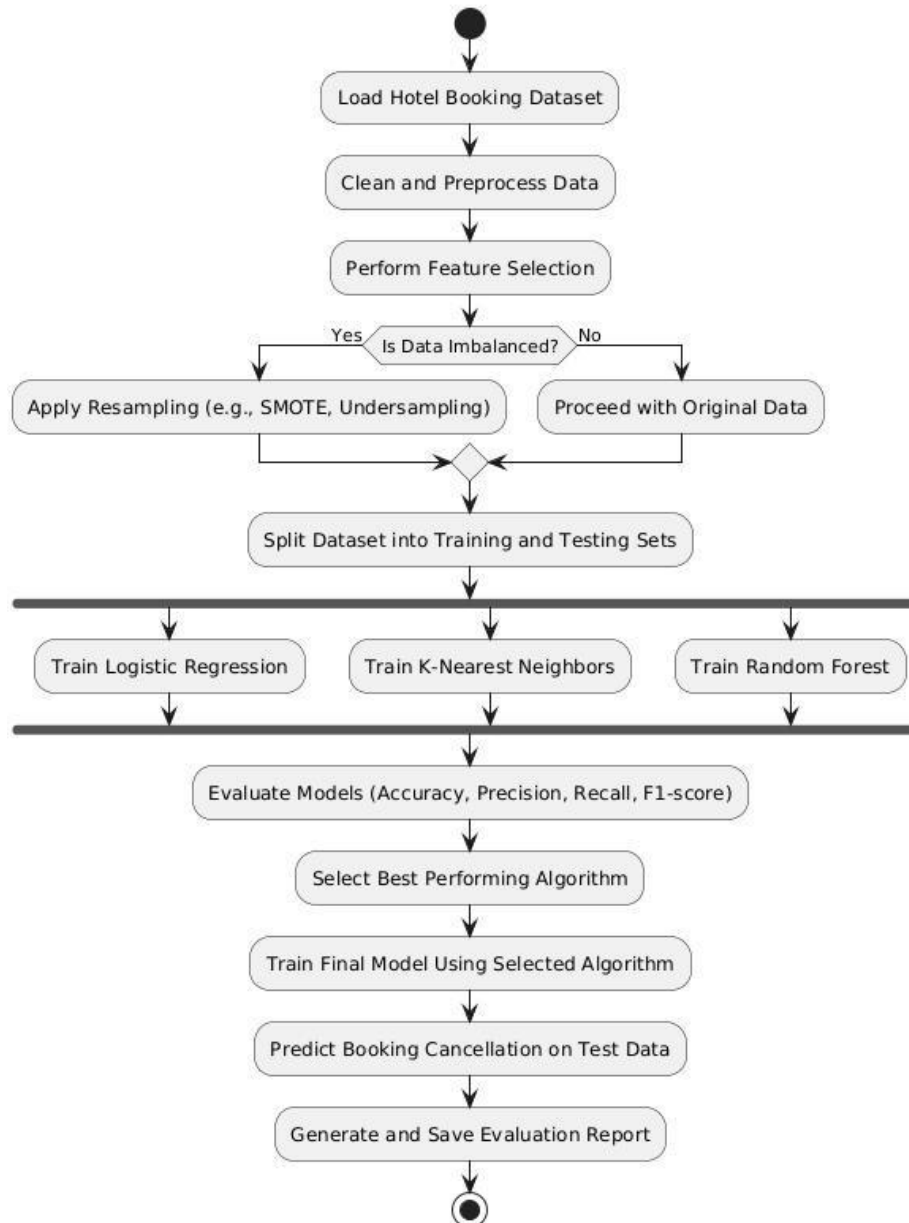 Load Hotel Booking Dataset
Clean and Preprocess Data
Perform Feature Selection
Yes
Is Data Imbalanced?
No
Apply Resampling (e.g., SMOTE, Undersampling)
Proceed with Original Data
Split Dataset into Training and Testing Sets
Train Logistic Regression
Train K-Nearest Neighbors
Train Random Forest
Evaluate Models (Accuracy, Precision, Recall, F1-score)
Select Best Performing Algorithm
Train Final Model Using Selected Algorithm
Predict Booking Cancellation on Test Data
Generate and Save Evaluation Report